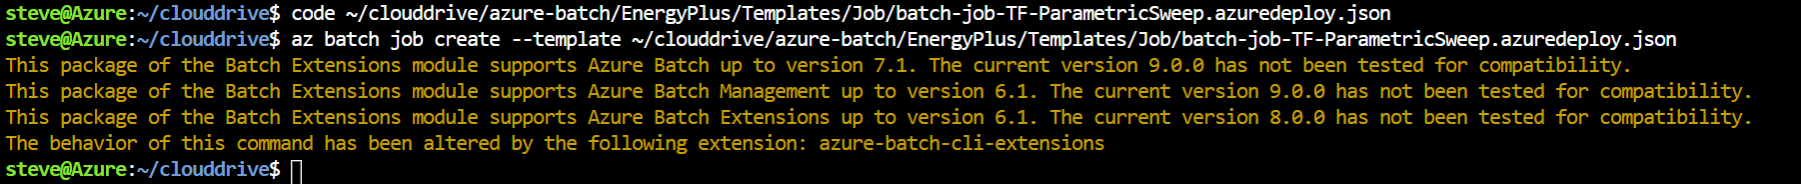 steve@Azure:~/clouddrive$ code ~/clouddrive/azure-batch/EnergyPlus/Templates/Job/batch-job-TF-ParametricSweep.azuredeploy.json
steve@Azure:~/clouddrive$ az batch job create --template ~/clouddrive/azure-batch/EnergyPlus/Templates/Job/batch-job-TF-ParametricSweep.azuredeploy.json
This package of the Batch Extensions module supports Azure Batch up to version 7.1. The current version 9.0.0 has not been tested for compatibility.
This package of the Batch Extensions module supports Azure Batch Management up to version 6.1. The current version 9.0.0 has not been tested for compatibility.
This package of the Batch Extensions module supports Azure Batch Extensions up to version 6.1. The current version 8.0.0 has not been tested for compatibility.
The behavior of this command has been altered by the following extension: azure-batch-cli-extensions
steve@Azure:~/clouddrive$